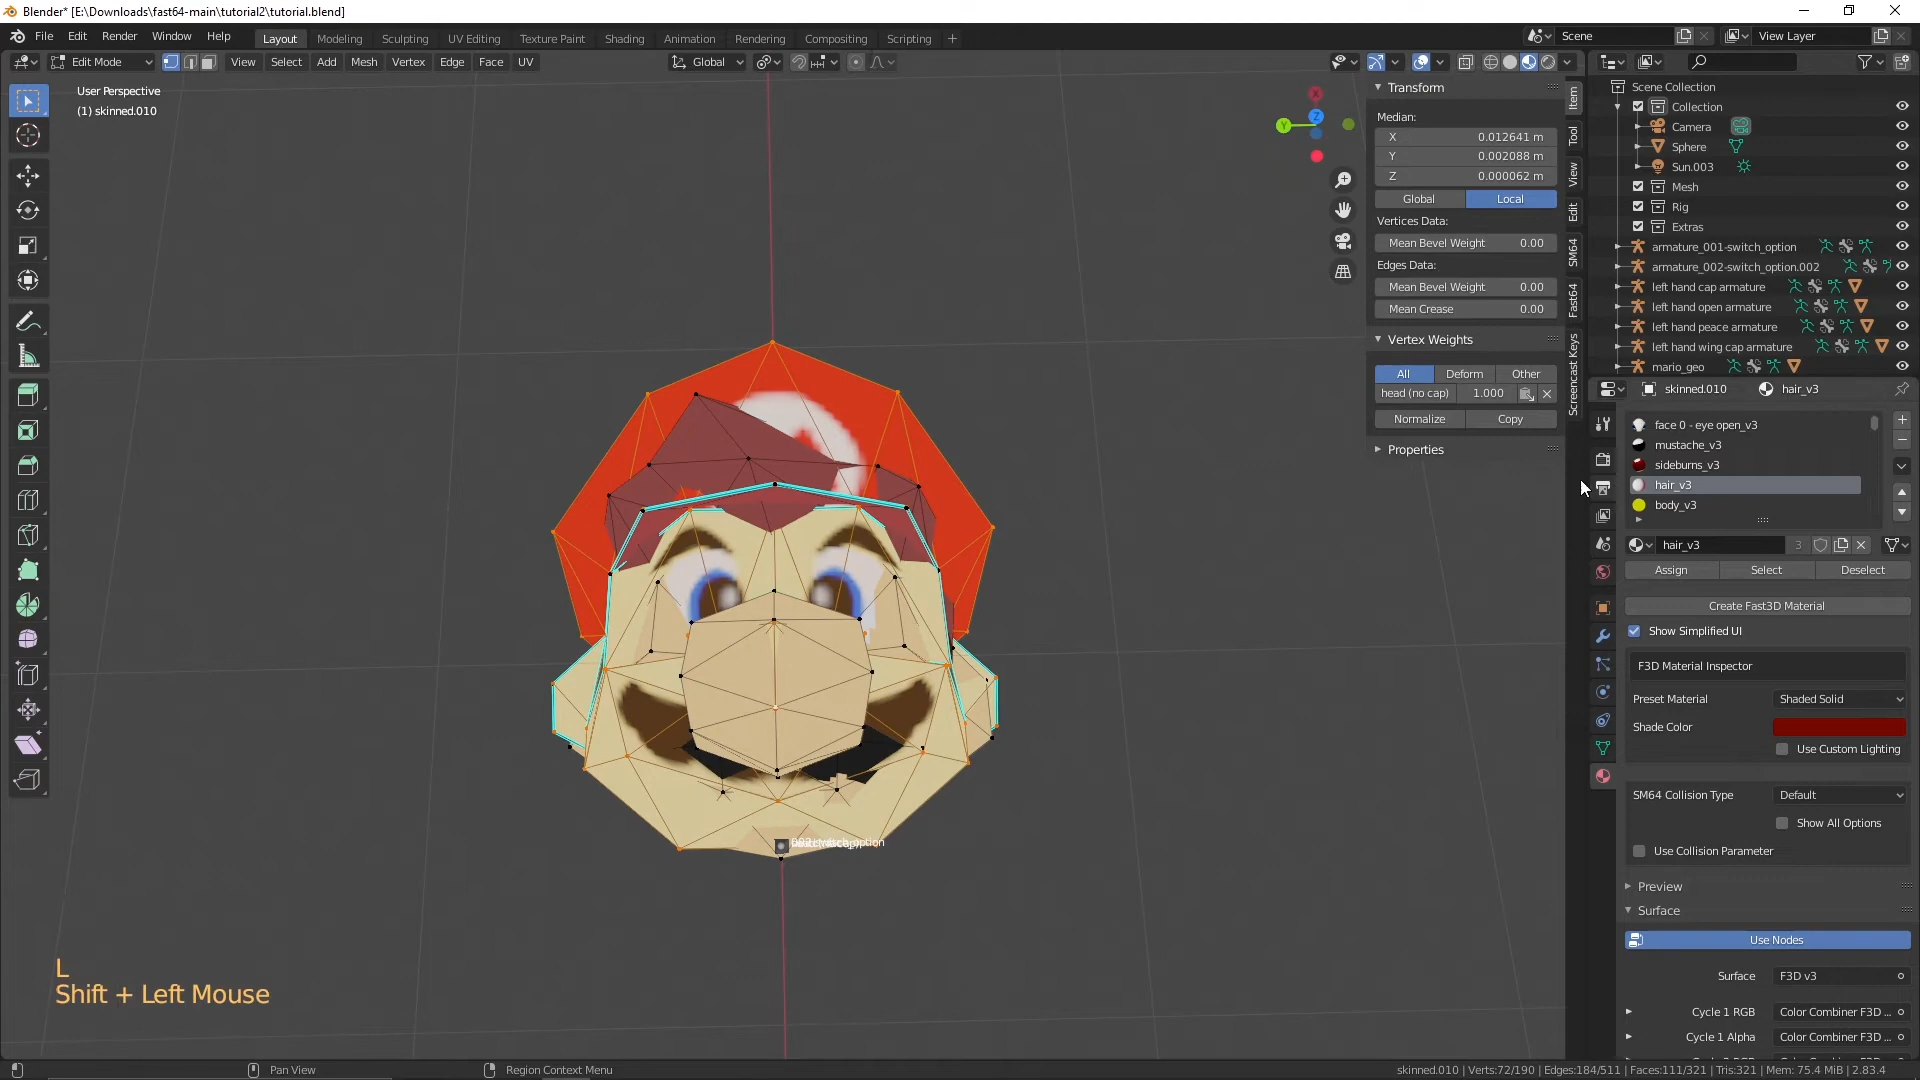 Blender* [E:\Downloads\fast64-main\tutorial2\tutorial.blend]
File Edit Render Window Help
Layout Modeling Sculpting UV Editing Texture Paint Shading Animation Rendering Compositing Scripting +
Scene
View Layer
Edit Mode
View Select Add Mesh Vertex Edge Face UV
Global
User Perspective
(1) skinned.010
X
Y
Z
Transform
Median:
X 0.012641 m
Y 0.002088 m
Z 0.000062 m
Global Local
Vertices Data:
Mean Bevel Weight 0.00
Edges Data:
Mean Bevel Weight 0.00
Mean Crease 0.00
Vertex Weights
All Deform Other
head (no cap) 1.000
Normalize Copy
Properties
Item
Tool
View
Edit
SM64
Fast64
Screencast Keys
Scene Collection
Collection
Camera
Sphere
Sun.003
Mesh
Rig
Extras
armature_001-switch_option
armature_002-switch_option.002
left hand cap armature
left hand open armature
left hand peace armature
left hand wing cap armature
mario_geo
skinned.010 hair_v3
face 0 - eye open_v3
mustache_v3
sideburns_v3
hair_v3
body_v3
hair_v3 3
Assign Select Deselect
Create Fast3D Material
Show Simplified UI
F3D Material Inspector
Preset Material Shaded Solid
Shade Color
Use Custom Lighting
SM64 Collision Type Default
Show All Options
Use Collision Parameter
Preview
Surface
Use Nodes
Surface F3D v3
Cycle 1 RGB Color Combiner F3D ...
Cycle 1 Alpha Color Combiner F3D ...
L
Shift + Left Mouse
Pan View
Region Context Menu
skinned.010 | Verts:72/190 | Edges:184/511 | Faces:111/321 | Tris:321 | Mem: 75.4 MiB | 2.83.4